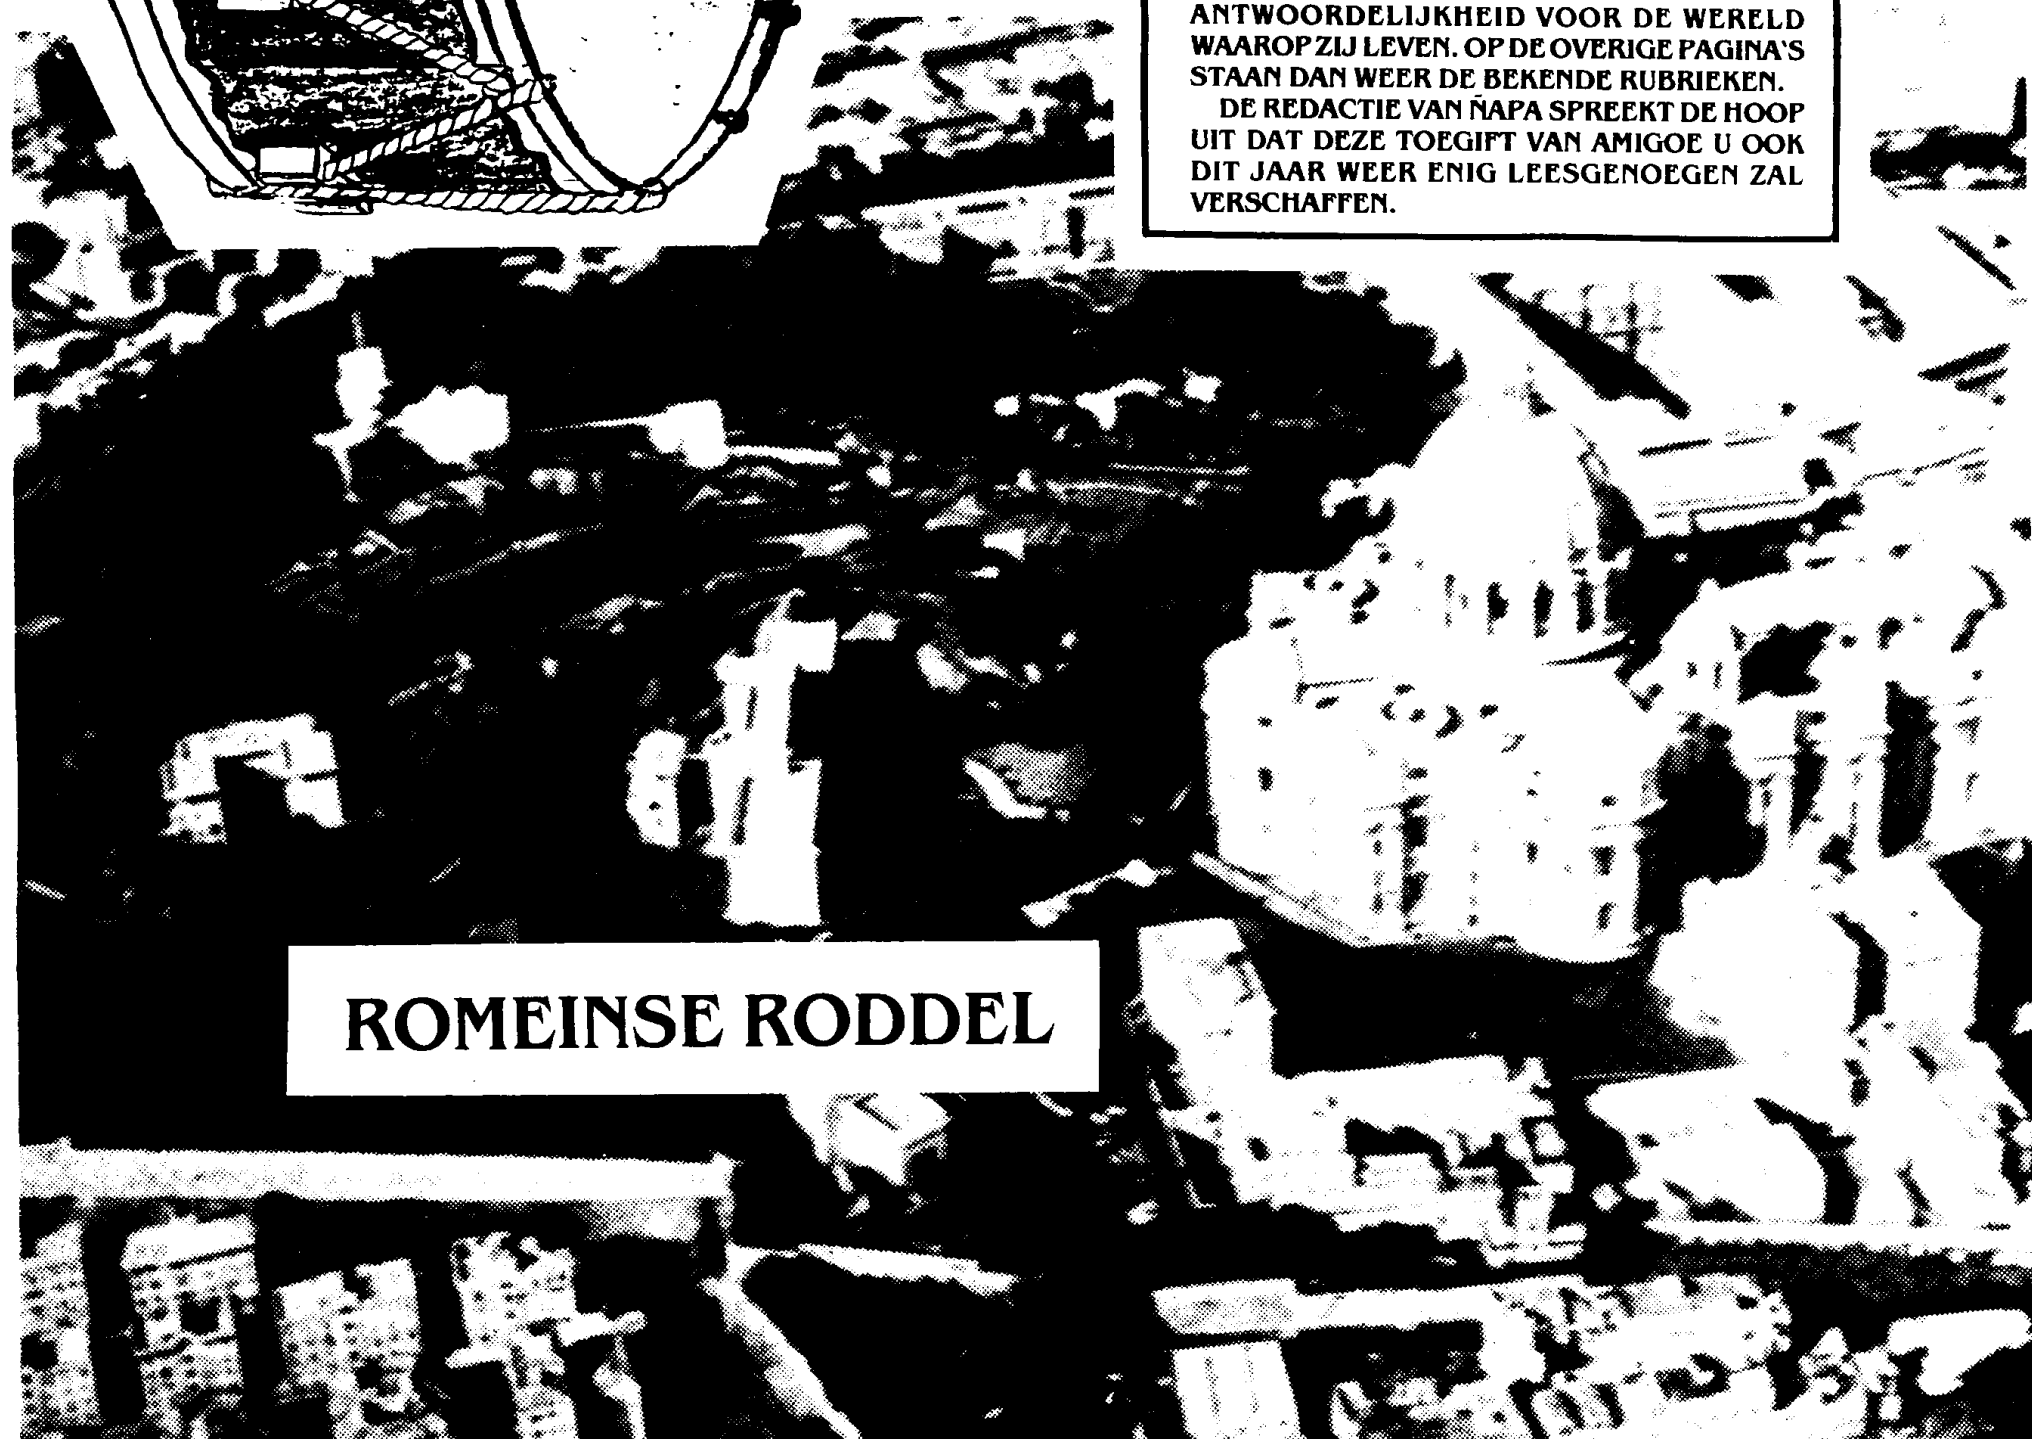 ANTWOORDELIJKHEID VOOR DE WERELD
WAAROP ZIJ LEVEN. OP DE OVERIGE PAGINA'S
STAAN DAN WEER DE BEKENDE RUBRIEKEN.
DE REDACTIE VAN ÑAPA SPREEKT DE HOOP
UIT DAT DEZE TOEGIFT VAN AMIGOE U OOK
DIT JAAR WEER ENIG LEESGENOEGEN ZAL
VERSCHAFFEN.
ROMEINSE RODDEL